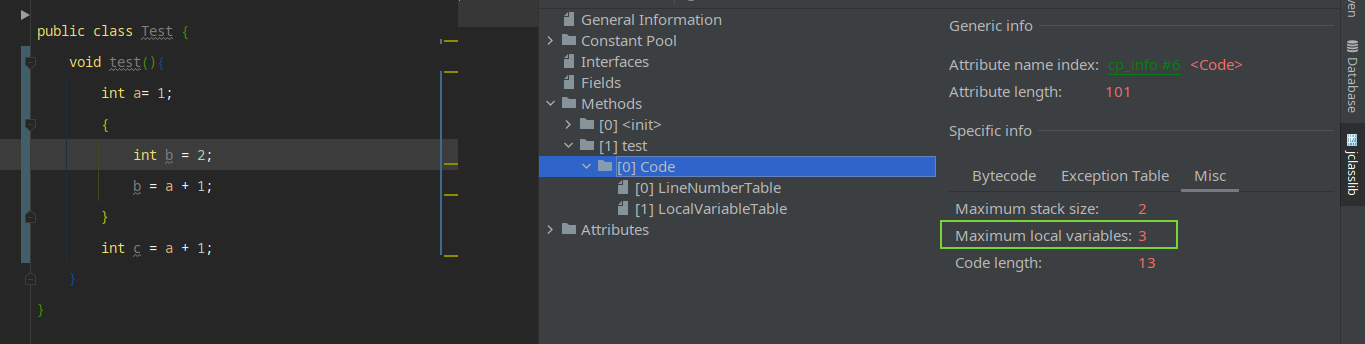 public class Test {
void test(){
int a= 1;
{
int b = 2;
b = a + 1;
}
int c = a + 1;
}
}
General Information
Constant Pool
Interfaces
Fields
Methods
[0] <init>
[1] test
[0] Code
[0] LineNumberTable
[1] LocalVariableTable
Attributes
Generic info
Attribute name index: cp_info #6 <Code>
Attribute length: 101
Specific info
Bytecode Exception Table Misc
Maximum stack size: 2
Maximum local variables: 3
Code length: 13
Database
jclasslib